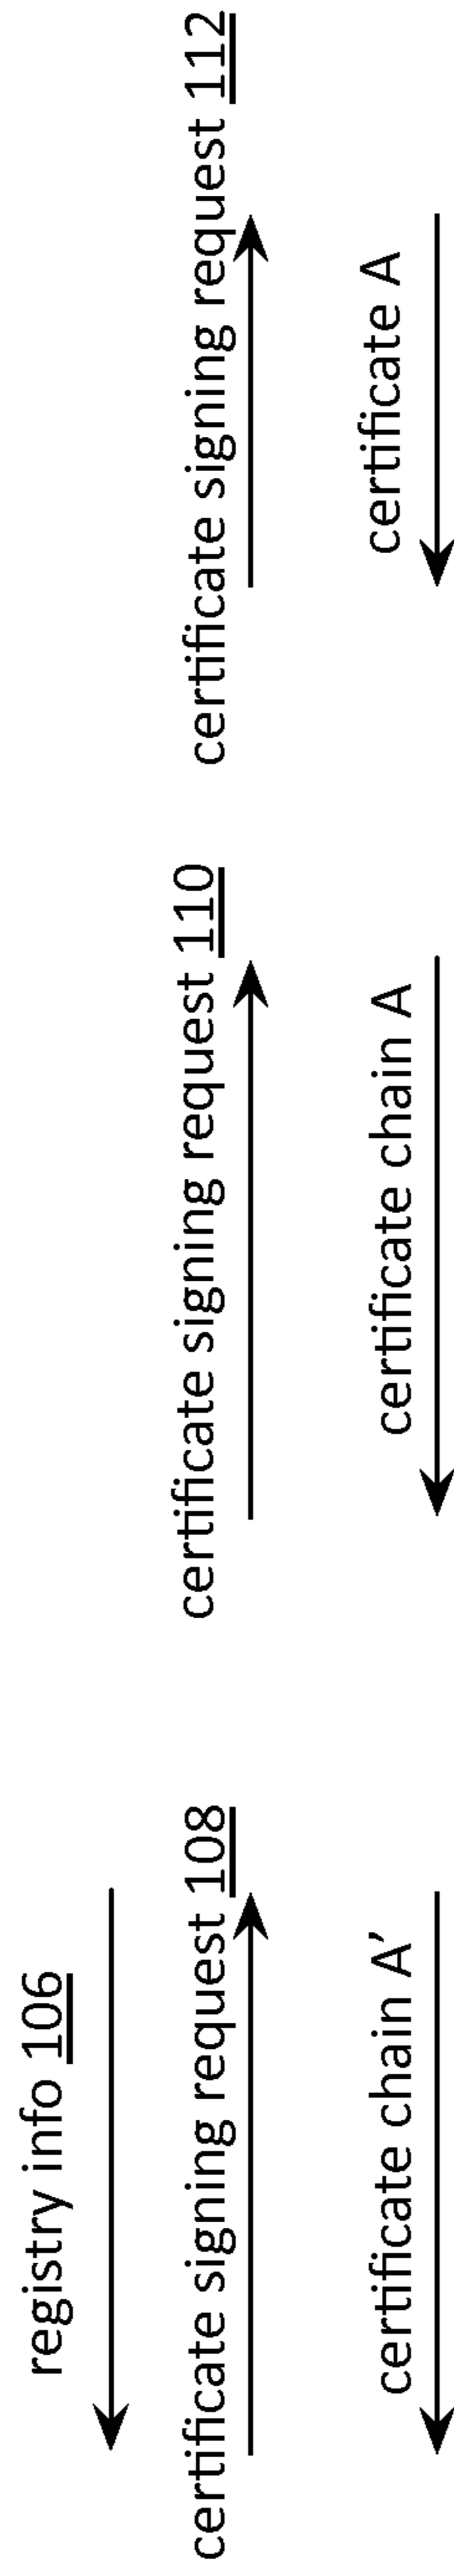 registry info 106
certificate signing request 108
certificate signing request 110
certificate signing request 112
certificate chain A'
certificate chain A
certificate A